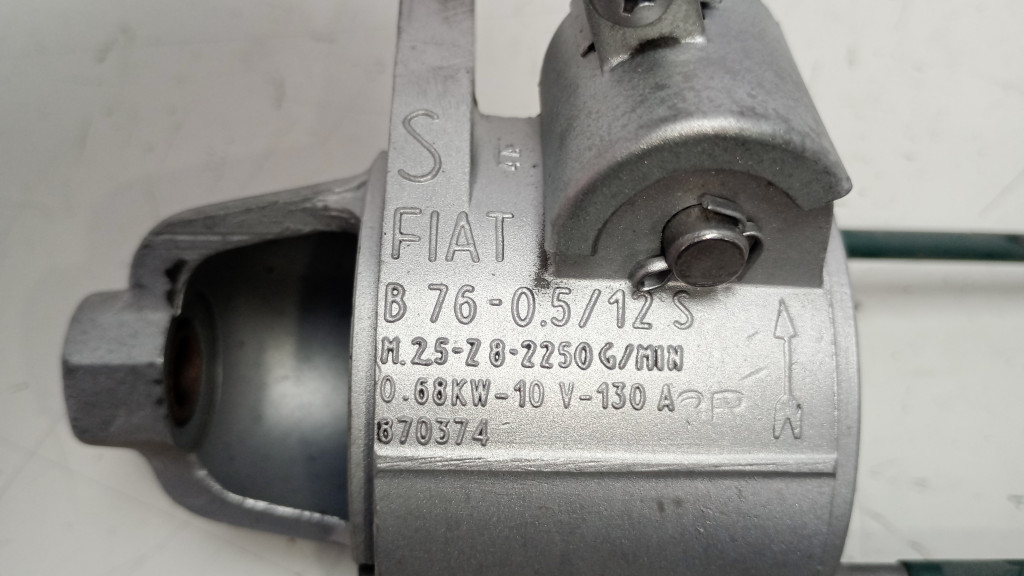 S
FIAT
B 76-0.5/12 S
M.2.5-Z 8-2250 G/MIN
0.68KW-10 V-130 A
870374